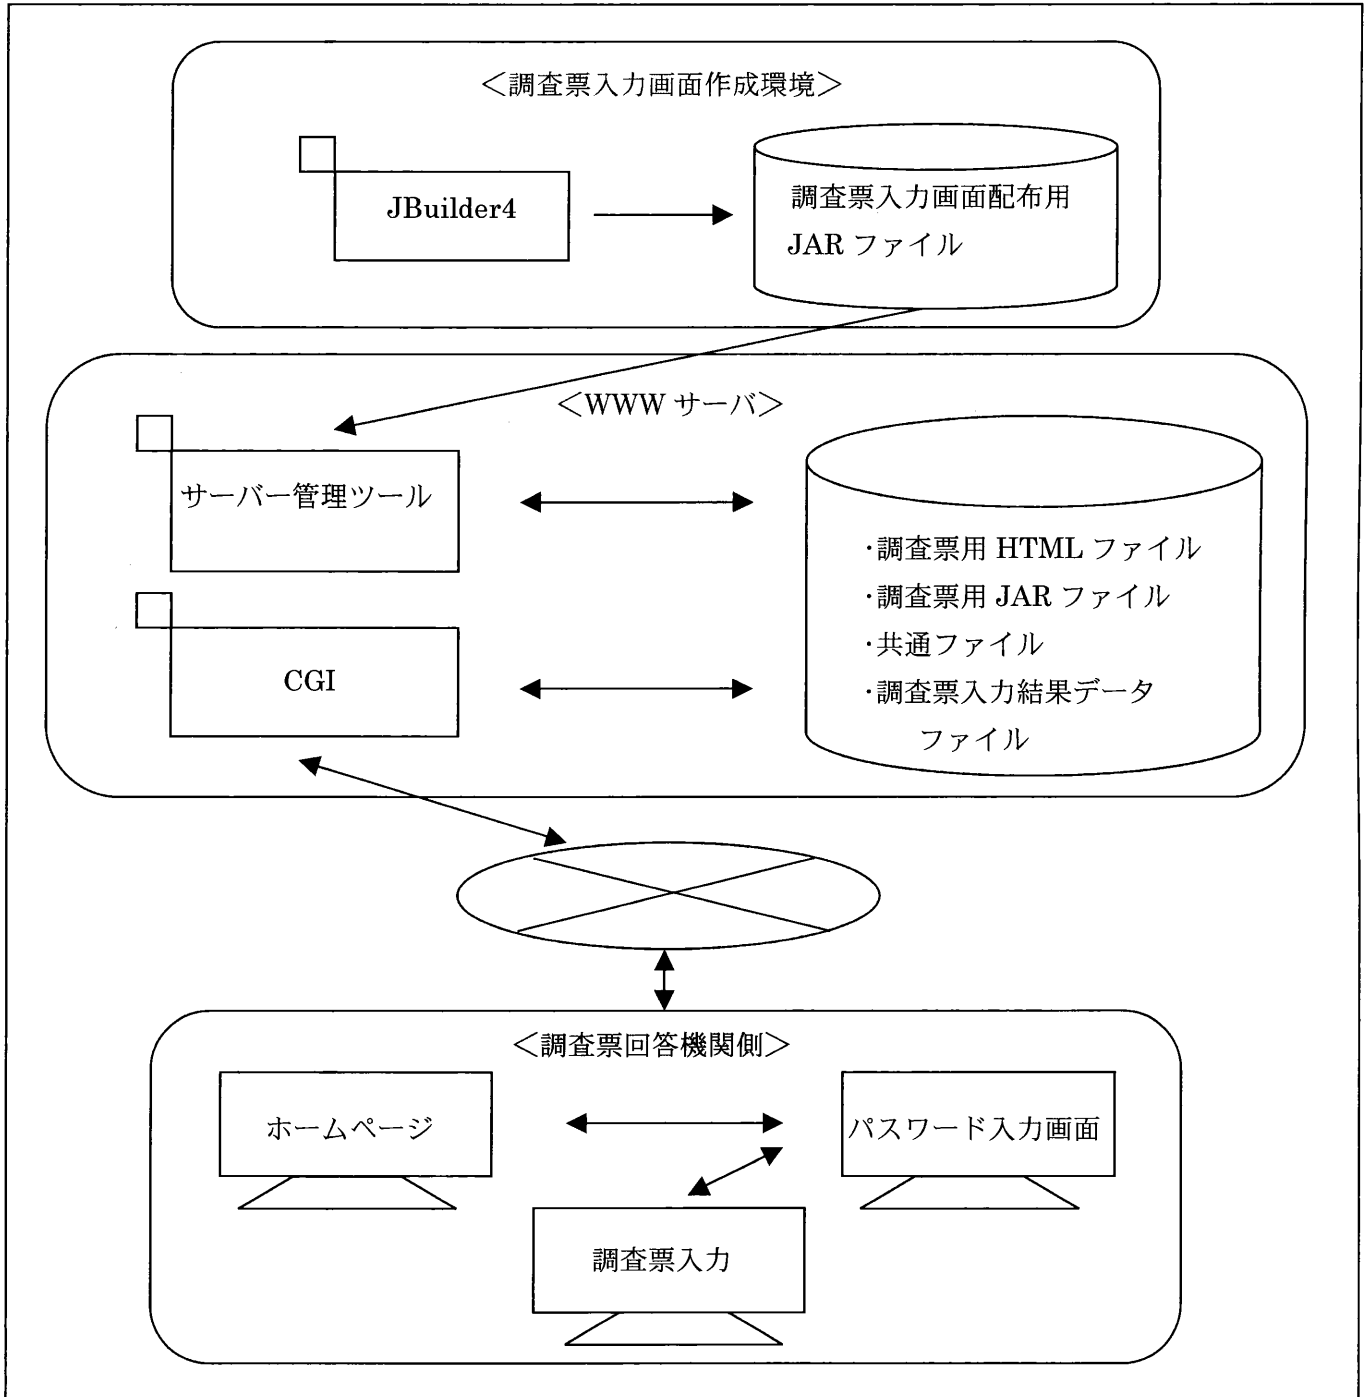 ＜調査票入力画面作成環境＞
JBuilder4
調査票入力画面配布用
JAR ファイル
＜WWW サーバ＞
サーバー管理ツール
・調査票用 HTML ファイル
・調査票用 JAR ファイル
・共通ファイル
・調査票入力結果データ
ファイル
CGI
＜調査票回答機関側＞
ホームページ
パスワード入力画面
調査票入力